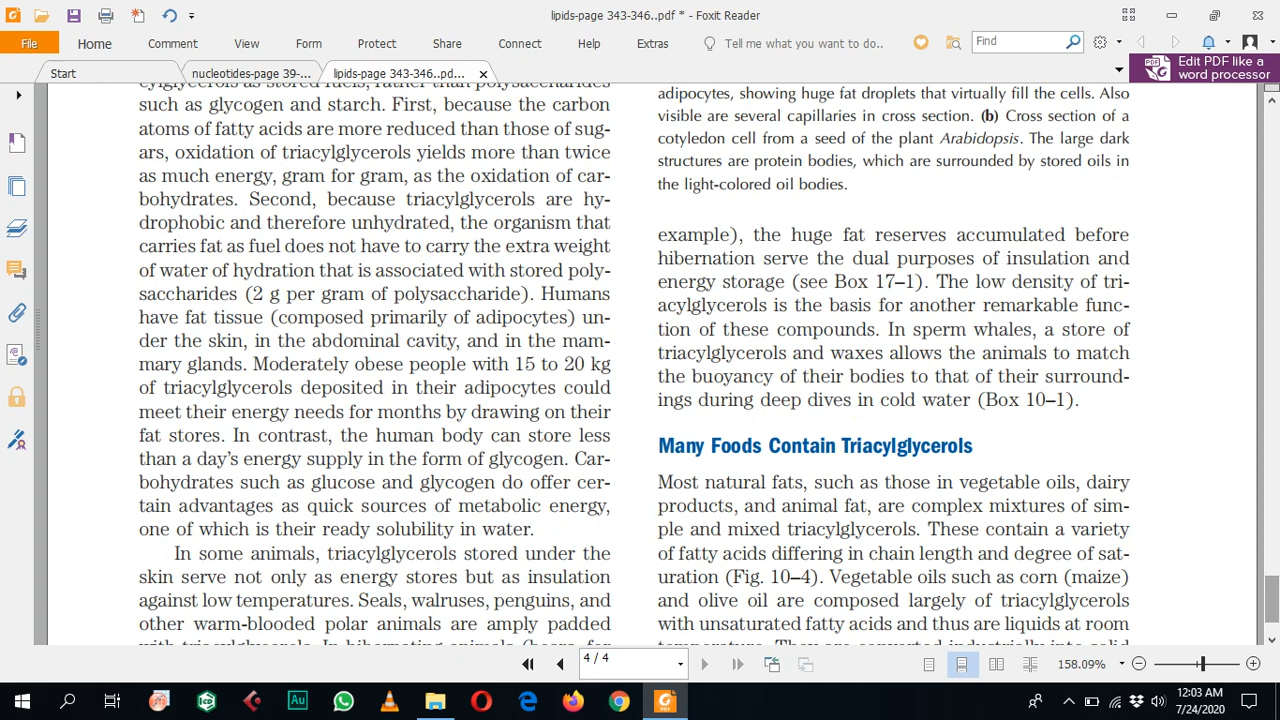 lipids-page 343-346..pdf * - Foxit Reader
File
Home
Comment
View
Form
Protect
Share
Connect
Help
Extras
Tell me what you want to do..
Find
Start
nucleotides-page 39-...
lipids-page 343-346..pd...
Edit PDF like a
word processor
such as glycogen and starch. First, because the carbon
atoms of fatty acids are more reduced than those of sug-
ars, oxidation of triacylglycerols yields more than twice
as much energy, gram for gram, as the oxidation of car-
bohydrates. Second, because triacylglycerols are hy-
drophobic and therefore unhydrated, the organism that
carries fat as fuel does not have to carry the extra weight
of water of hydration that is associated with stored poly-
saccharides (2 g per gram of polysaccharide). Humans
have fat tissue (composed primarily of adipocytes) un-
der the skin, in the abdominal cavity, and in the mam-
mary glands. Moderately obese people with 15 to 20 kg
of triacylglycerols deposited in their adipocytes could
meet their energy needs for months by drawing on their
fat stores. In contrast, the human body can store less
than a day's energy supply in the form of glycogen. Car-
bohydrates such as glucose and glycogen do offer cer-
tain advantages as quick sources of metabolic energy,
one of which is their ready solubility in water.
In some animals, triacylglycerols stored under the
skin serve not only as energy stores but as insulation
against low temperatures. Seals, walruses, penguins, and
other warm-blooded polar animals are amply padded
adipocytes, showing huge fat droplets that virtually fill the cells. Also
visible are several capillaries in cross section. (b) Cross section of a
cotyledon cell from a seed of the plant Arabidopsis. The large dark
structures are protein bodies, which are surrounded by stored oils in
the light-colored oil bodies.
example), the huge fat reserves accumulated before
hibernation serve the dual purposes of insulation and
energy storage (see Box 17–1). The low density of tri-
acylglycerols is the basis for another remarkable func-
tion of these compounds. In sperm whales, a store of
triacylglycerols and waxes allows the animals to match
the buoyancy of their bodies to that of their surround-
ings during deep dives in cold water (Box 10–1).
Many Foods Contain Triacylglycerols
Most natural fats, such as those in vegetable oils, dairy
products, and animal fat, are complex mixtures of sim-
ple and mixed triacylglycerols. These contain a variety
of fatty acids differing in chain length and degree of sat-
uration (Fig. 10–4). Vegetable oils such as corn (maize)
and olive oil are composed largely of triacylglycerols
with unsaturated fatty acids and thus are liquids at room
4 / 4
158.09%
12:03 AM
7/24/2020